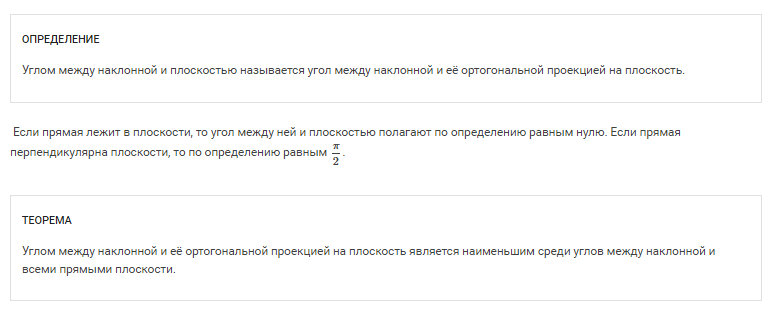 ОПРЕДЕЛЕНИЕ
Углом между наклонной и плоскостью называется угол между наклонной и её ортогональной проекцией на плоскость.
Если прямая лежит в плоскости, то угол между ней и плоскостью полагают по определению равным нулю. Если прямая
перпендикулярна плоскости, то по определению равным π/2.
ТЕОРЕМА
Углом между наклонной и её ортогональной проекцией на плоскость является наименьшим среди углов между наклонной и
всеми прямыми плоскости.